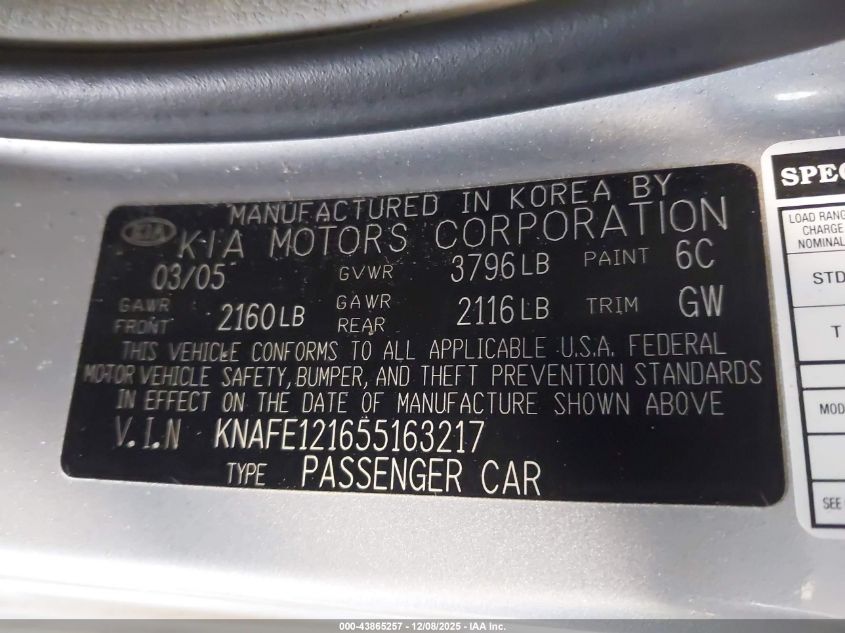 MANUFACTURED IN KOREA BY
KIA KIA MOTORS CORPORATION
03/05 GVWR 3796LB PAINT 6C
GAWR FRONT 2160LB GAWR REAR 2116LB TRIM GW
THIS VEHICLE CONFORMS TO ALL APPLICABLE U.S.A. FEDERAL
MOTOR VEHICLE SAFETY, BUMPER, AND THEFT PREVENTION STANDARDS
IN EFFECT ON THE DATE OF MANUFACTURE SHOWN ABOVE
V.I.N KNAFE121655163217
TYPE PASSENGER CAR
SPEC
LOAD RANG
CHARGE
NOMINAL
STD
T
MOD
SEE
000-43865257 - 12/08/2025 - IAA Inc.